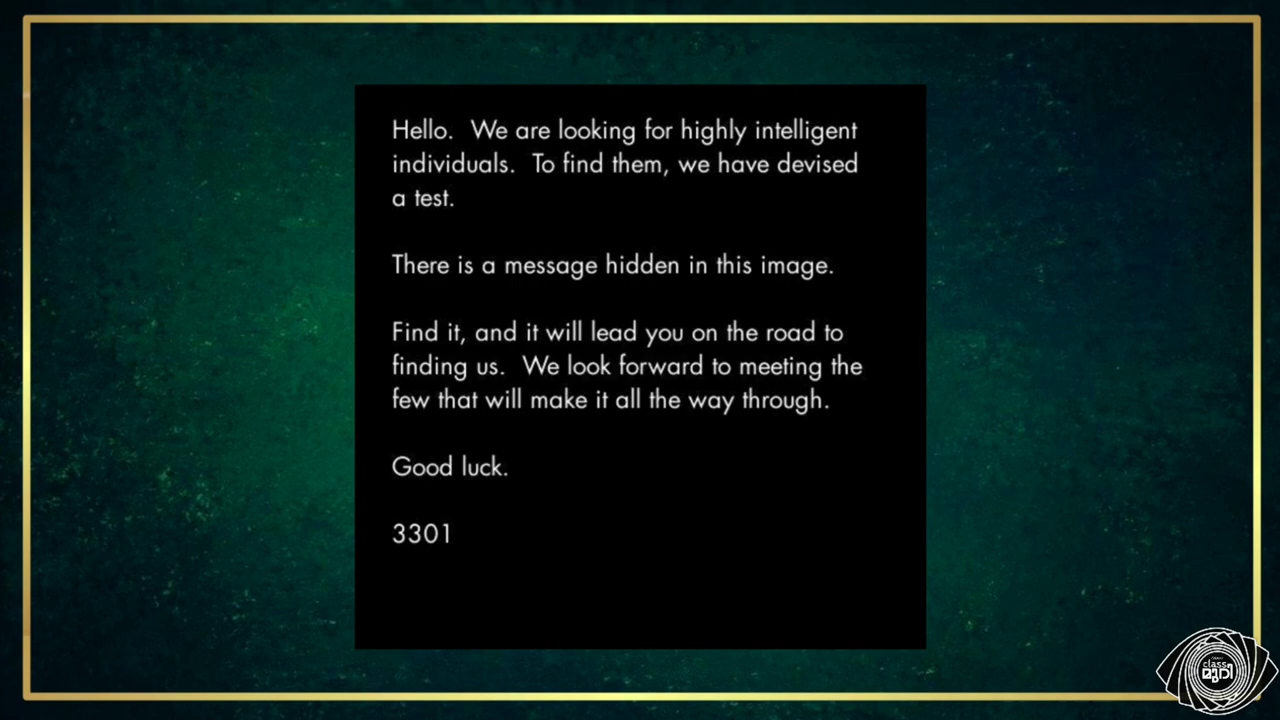 Hello.  We are looking for highly intelligent
individuals.  To find them, we have devised
a test.
There is a message hidden in this image.
Find it, and it will lead you on the road to
finding us.  We look forward to meeting the
few that will make it all the way through.
Good luck.
3301
class
മുറി